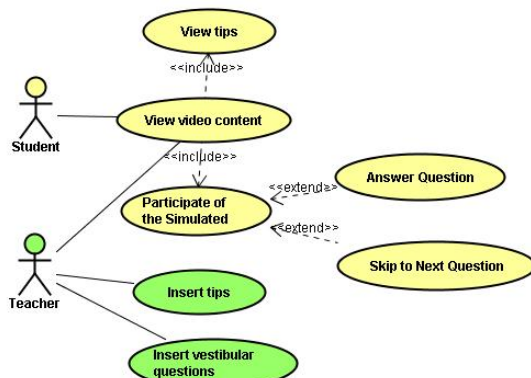 View tips
<<include>>
View video content
Student
<<include>>
Participate of
the Simulated
<<extend>>
Answer Question
<<extend>>
Skip to Next Question
Teacher
Insert tips
Insert vestibular
questions